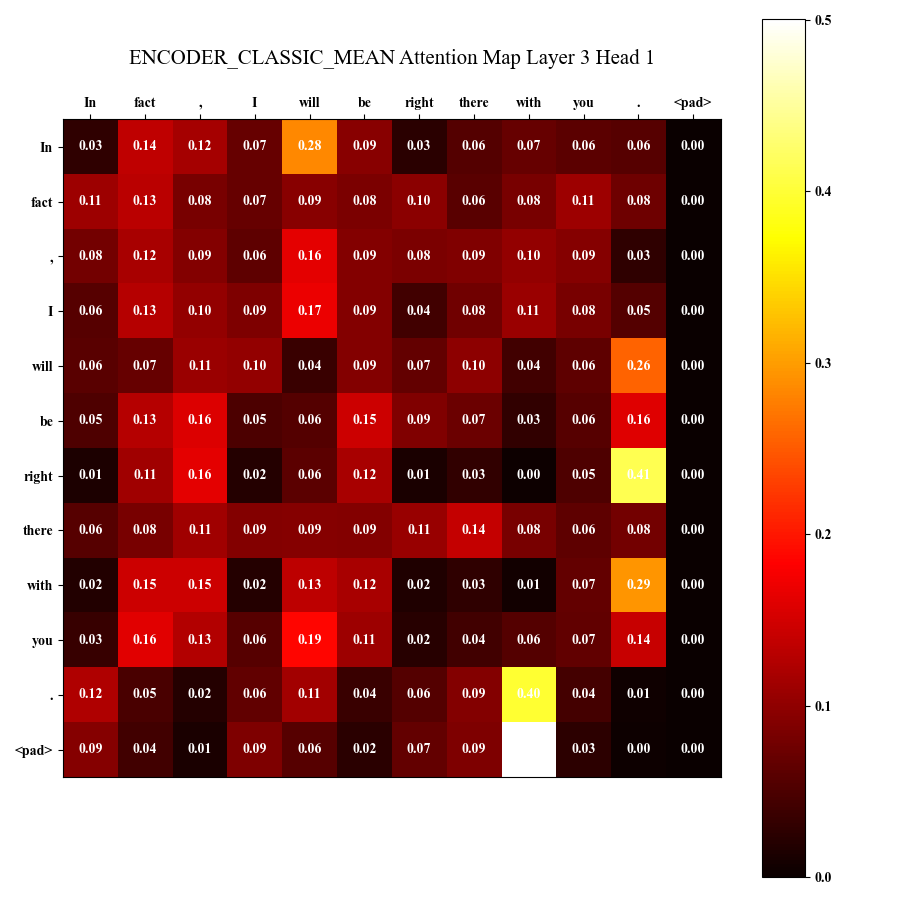 ENCODER_CLASSIC_MEAN Attention Map Layer 3 Head 1
In fact , I will be right there with you . <pad>
In 0.03 0.14 0.12 0.07 0.28 0.09 0.03 0.06 0.07 0.06 0.06 0.00
fact 0.11 0.13 0.08 0.07 0.09 0.08 0.10 0.06 0.08 0.11 0.08 0.00
, 0.08 0.12 0.09 0.06 0.16 0.09 0.08 0.09 0.10 0.09 0.03 0.00
I 0.06 0.13 0.10 0.09 0.17 0.09 0.04 0.08 0.11 0.08 0.05 0.00
will 0.06 0.07 0.11 0.10 0.04 0.09 0.07 0.10 0.04 0.06 0.26 0.00
be 0.05 0.13 0.16 0.05 0.06 0.15 0.09 0.07 0.03 0.06 0.16 0.00
right 0.01 0.11 0.16 0.02 0.06 0.12 0.01 0.03 0.00 0.05 0.41 0.00
there 0.06 0.08 0.11 0.09 0.09 0.09 0.11 0.14 0.08 0.06 0.08 0.00
with 0.02 0.15 0.15 0.02 0.13 0.12 0.02 0.03 0.01 0.07 0.29 0.00
you 0.03 0.16 0.13 0.06 0.19 0.11 0.02 0.04 0.06 0.07 0.14 0.00
. 0.12 0.05 0.02 0.06 0.11 0.04 0.06 0.09 0.40 0.04 0.01 0.00
<pad> 0.09 0.04 0.01 0.09 0.06 0.02 0.07 0.09 0.03 0.00 0.00
0.5
0.4
0.3
0.2
0.1
0.0